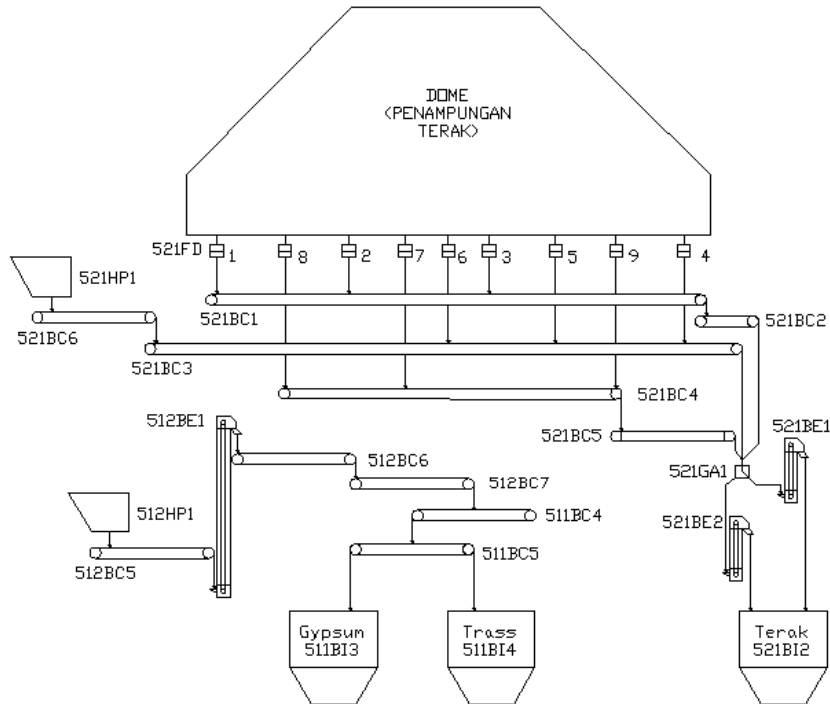 DOME
<PENAMPUNGAN
TERAK>
521FD 1 8 2 7 6 3 5 9 4
521HP1
521BC6
521BC1
521BC2
521BC3
521BC4
512BE1
521BC5
521BE1
512BC6
521GA1
512BC7
512HP1
511BC4
521BE2
512BC5
511BC5
Gypsum
511BI3
Trass
511BI4
Terak
521BI2